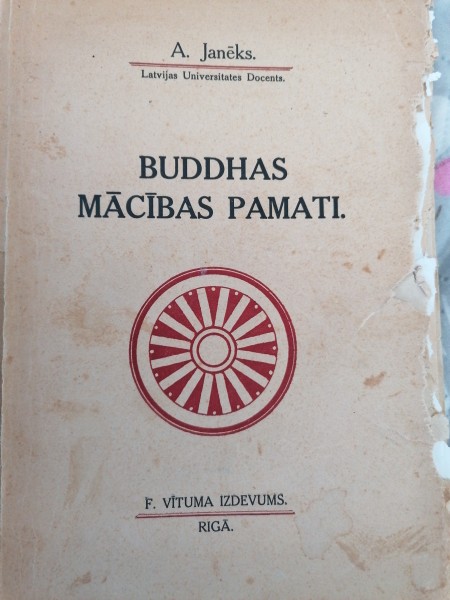 A. Janēks.
Latvijas Universitates Docents.
BUDDHAS
MĀCĪBAS PAMATI.
F. VĪTUMA IZDEVUMS.
RIGĀ.